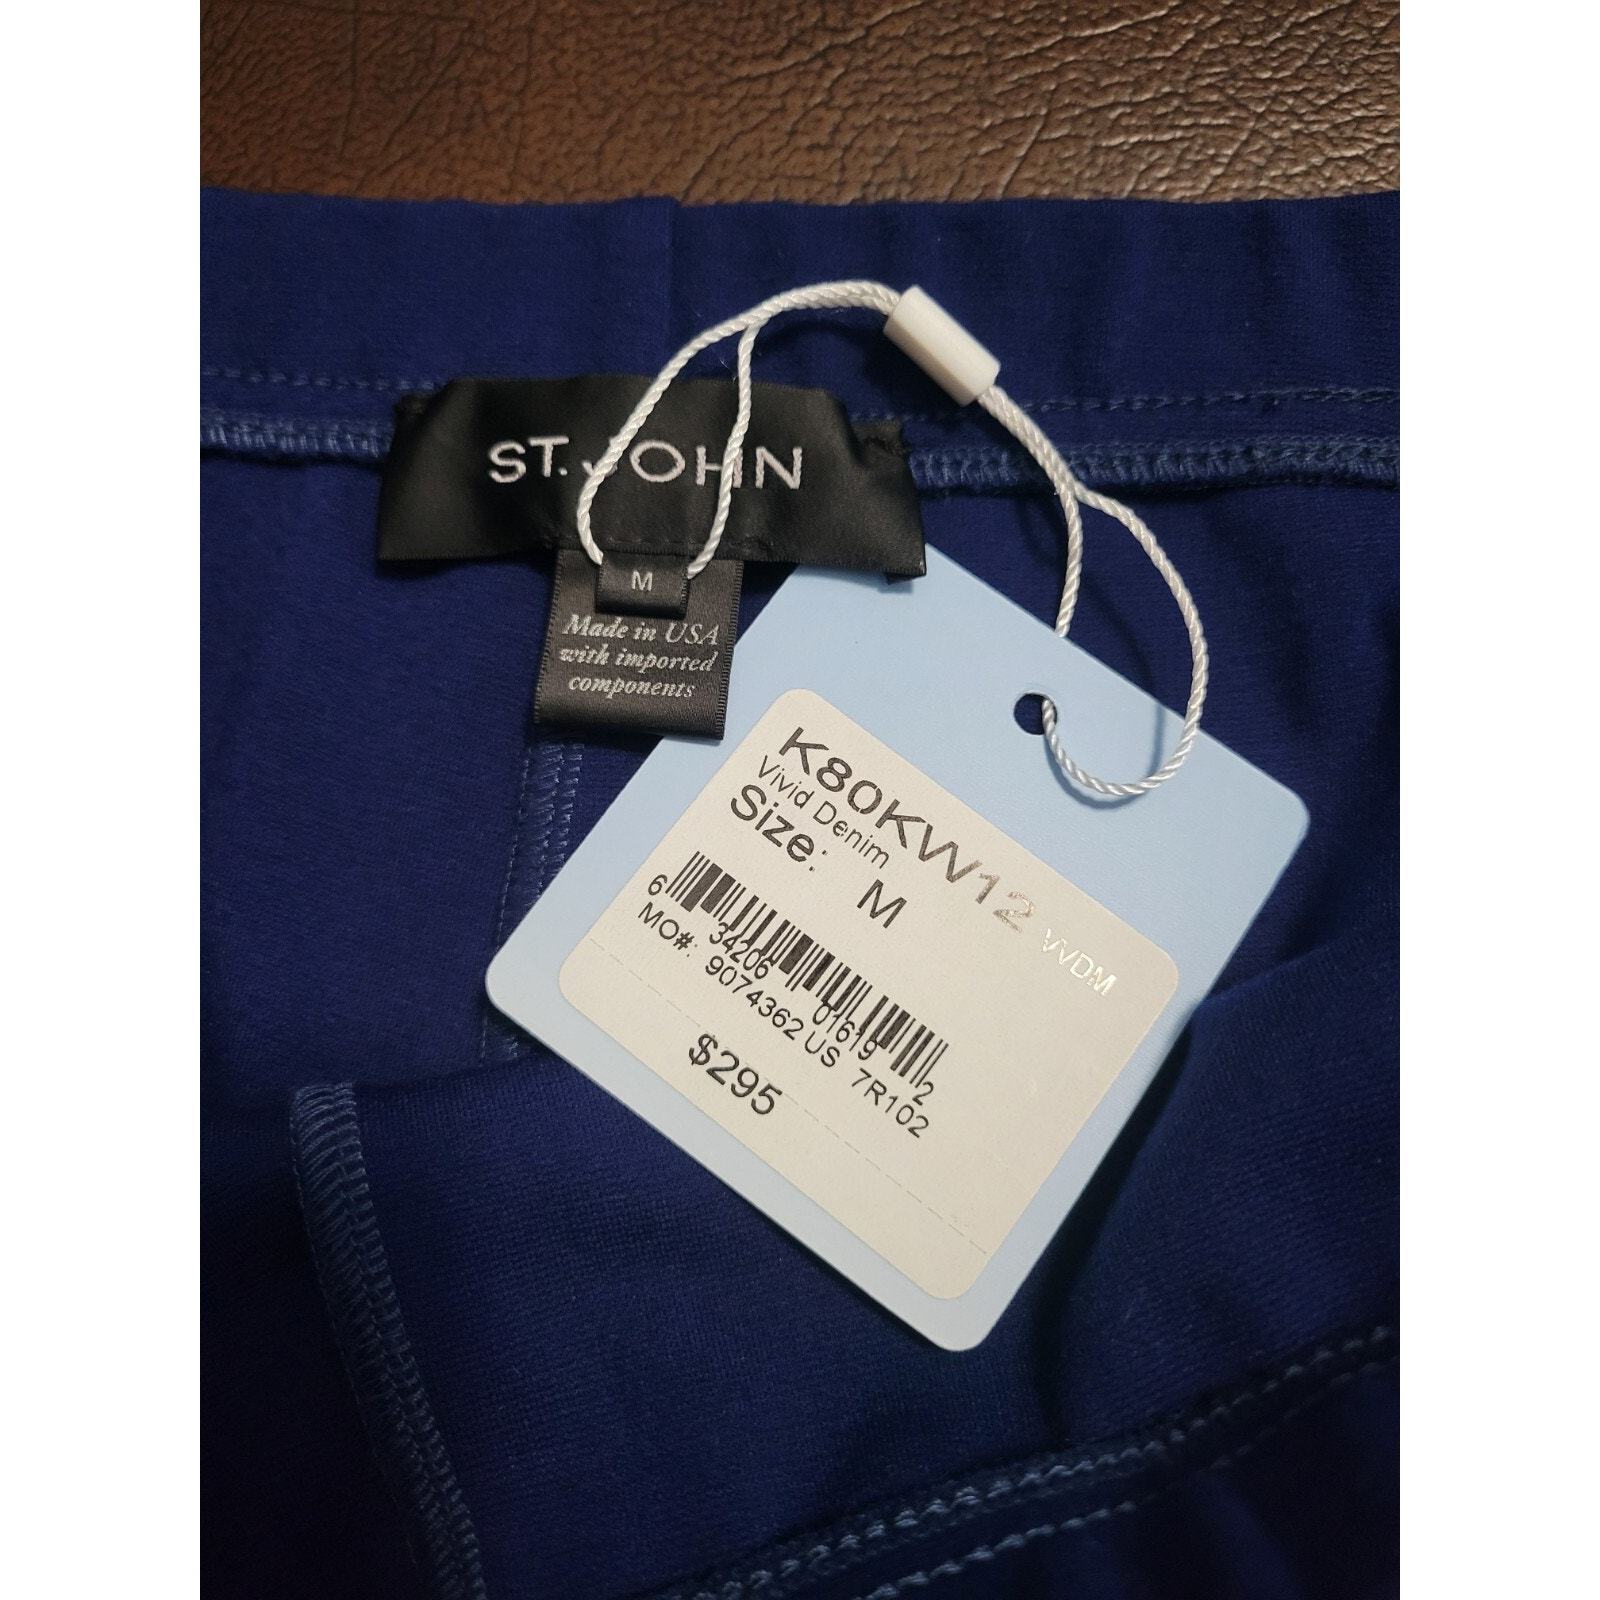 ST. JOHN
M
Made in USA
with imported
components
K80KW12 VVDM
Vivid Denim
Size: M
6 34206 01619 2
MO#: 9074362 US 7R102
$295